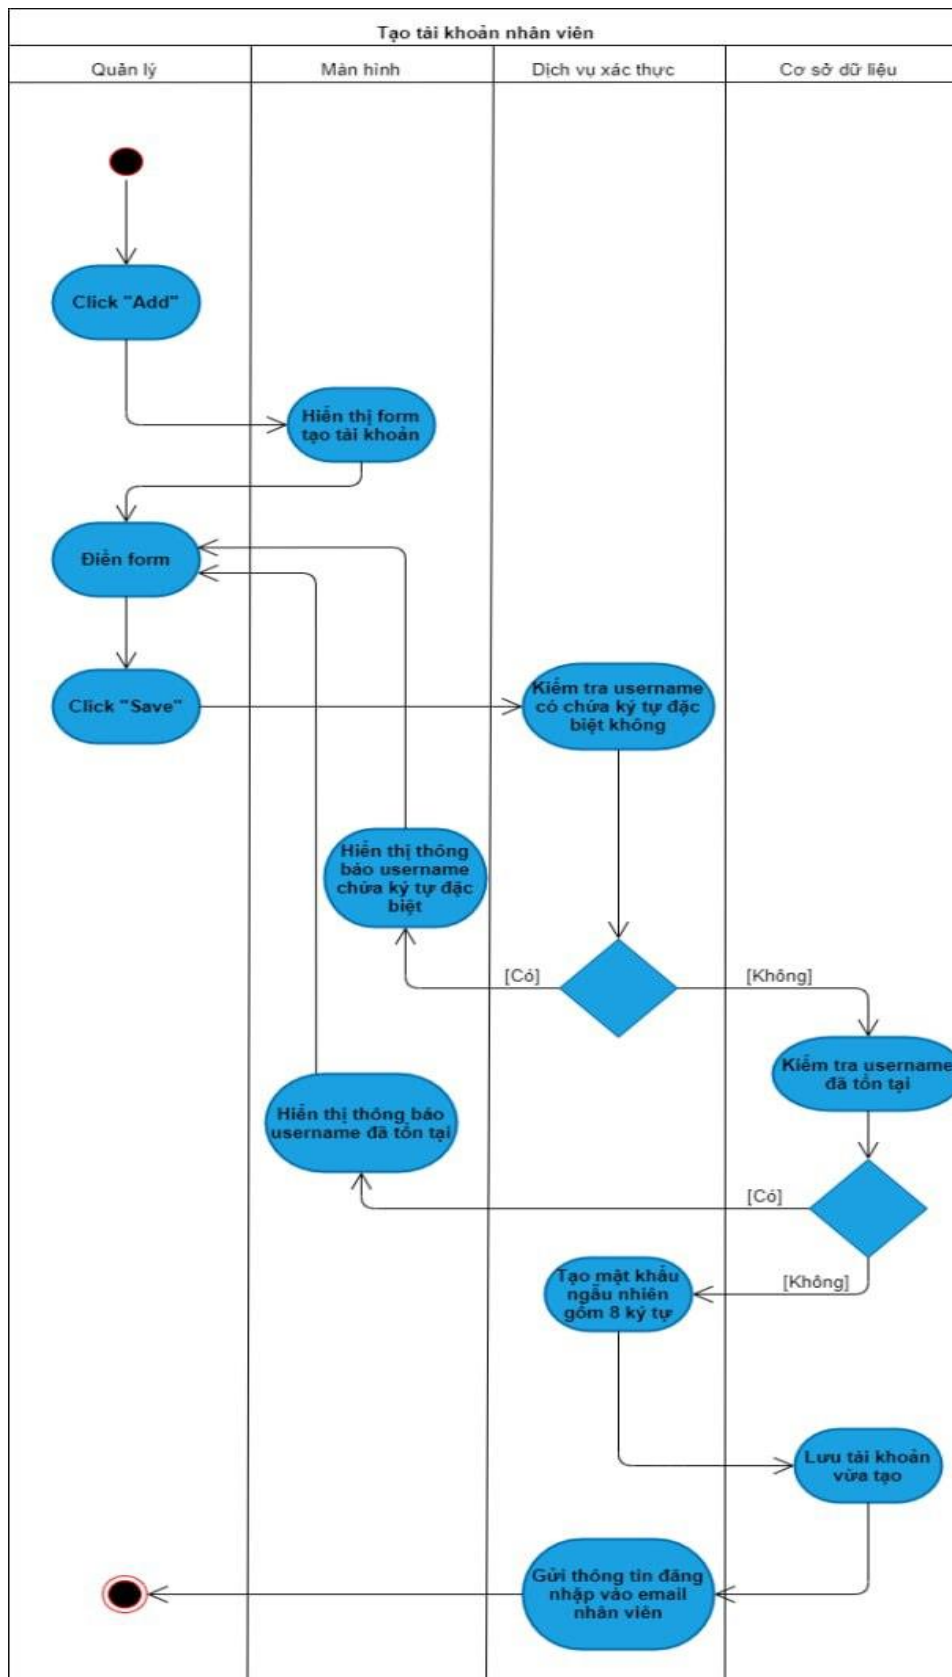 Tạo tài khoản nhân viên
Quản lý
Màn hình
Dịch vụ xác thực
Cơ sở dữ liệu
Click "Add"
Hiển thị form
tạo tài khoản
Điền form
Click "Save"
Kiểm tra username
có chứa ký tự đặc
biệt không
Hiển thị thông
báo username
chứa ký tự đặc
biệt
[Có]
[Không]
Kiểm tra username
đã tồn tại
Hiển thị thông báo
username đã tồn tại
[Có]
Tạo mật khẩu
ngẫu nhiên
gồm 8 ký tự
[Không]
Lưu tài khoản
vừa tạo
Gửi thông tin đăng
nhập vào email
nhân viên